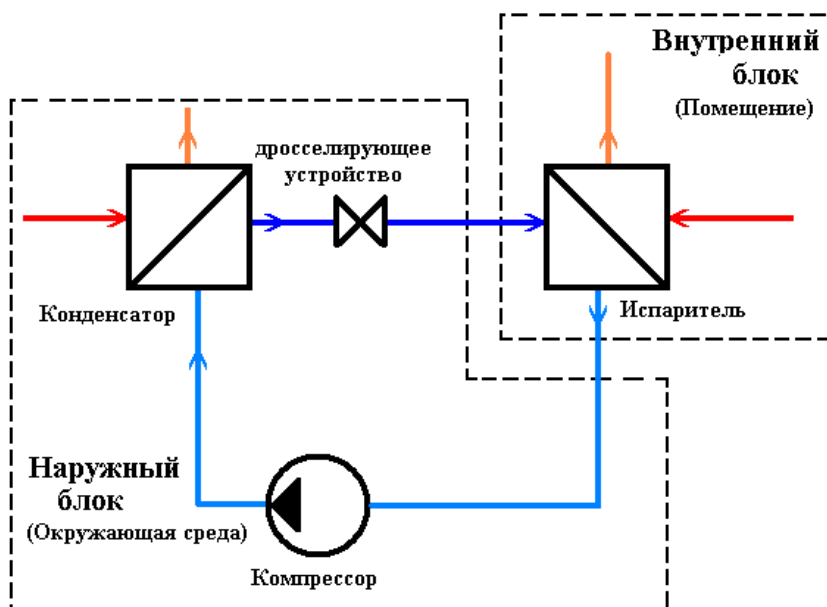 Внутренний
блок
(Помещение)
дросселирующее
устройство
Конденсатор
Испаритель
Наружный
блок
(Окружающая среда)
Компрессор